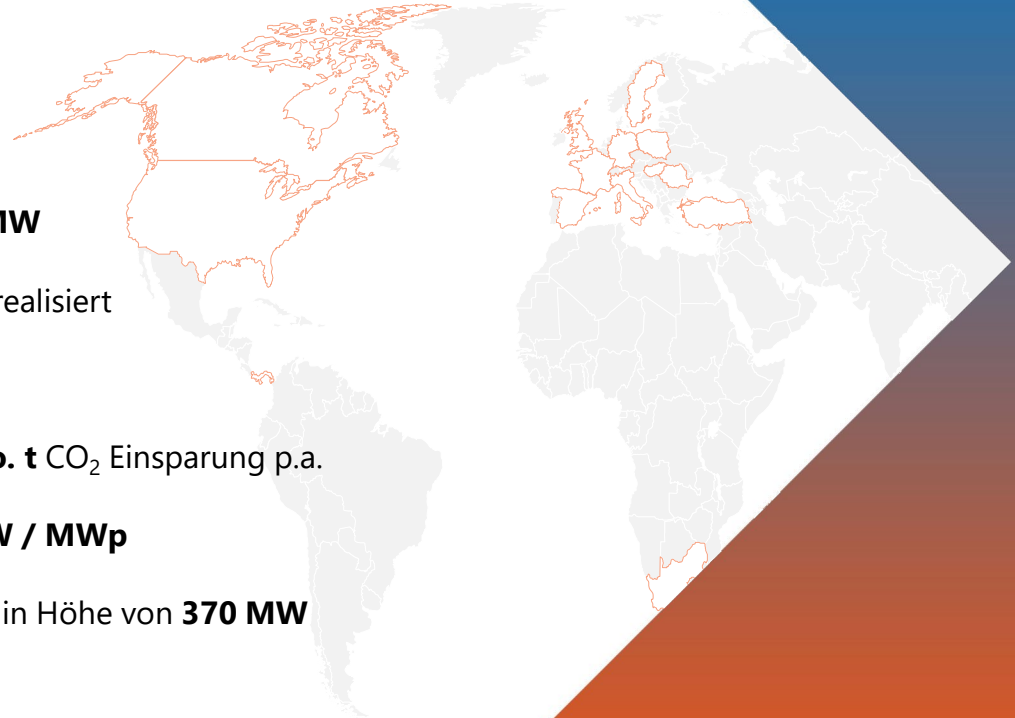 MW
realisiert
o. t CO₂ Einsparung p.a.
W / MWp
in Höhe von 370 MW